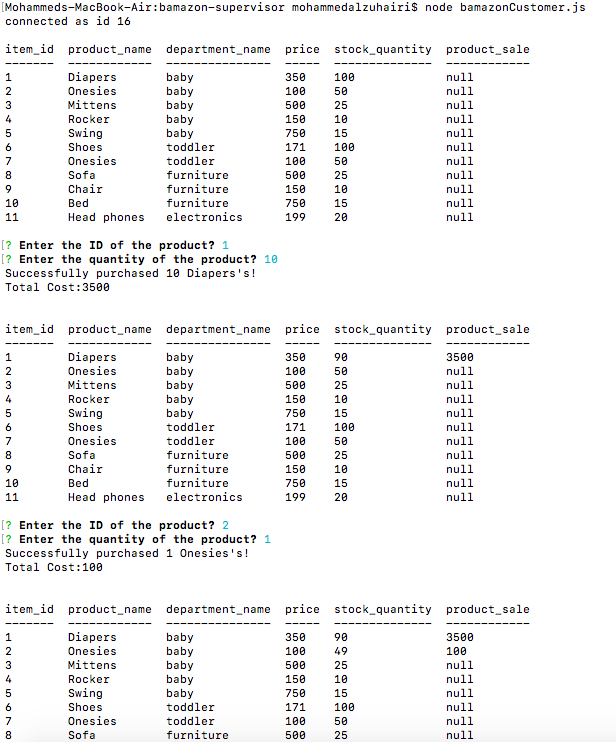 [Mohammeds-MacBook-Air:bamazon-supervisor mohammedalzuhairi$ node bamazonCustomer.js
connected as id 16
item_id  product_name  department_name  price  stock_quantity  product_sale
-------  ------------  ---------------  -----  --------------  ------------
1        Diapers       baby             350    100             null
2        Onesies       baby             100    50              null
3        Mittens       baby             500    25              null
4        Rocker        baby             150    10              null
5        Swing         baby             750    15              null
6        Shoes         toddler          171    100             null
7        Onesies       toddler          100    50              null
8        Sofa          furniture        500    25              null
9        Chair         furniture        150    10              null
10       Bed           furniture        750    15              null
11       Head phones   electronics      199    20              null
[? Enter the ID of the product? 1
[? Enter the quantity of the product? 10
Successfully purchased 10 Diapers's!
Total Cost:3500
item_id  product_name  department_name  price  stock_quantity  product_sale
-------  ------------  ---------------  -----  --------------  ------------
1        Diapers       baby             350    90              3500
2        Onesies       baby             100    50              null
3        Mittens       baby             500    25              null
4        Rocker        baby             150    10              null
5        Swing         baby             750    15              null
6        Shoes         toddler          171    100             null
7        Onesies       toddler          100    50              null
8        Sofa          furniture        500    25              null
9        Chair         furniture        150    10              null
10       Bed           furniture        750    15              null
11       Head phones   electronics      199    20              null
[? Enter the ID of the product? 2
[? Enter the quantity of the product? 1
Successfully purchased 1 Onesies's!
Total Cost:100
item_id  product_name  department_name  price  stock_quantity  product_sale
-------  ------------  ---------------  -----  --------------  ------------
1        Diapers       baby             350    90              3500
2        Onesies       baby             100    49              100
3        Mittens       baby             500    25              null
4        Rocker        baby             150    10              null
5        Swing         baby             750    15              null
6        Shoes         toddler          171    100             null
7        Onesies       toddler          100    50              null
8        Sofa          furniture        500    25              null